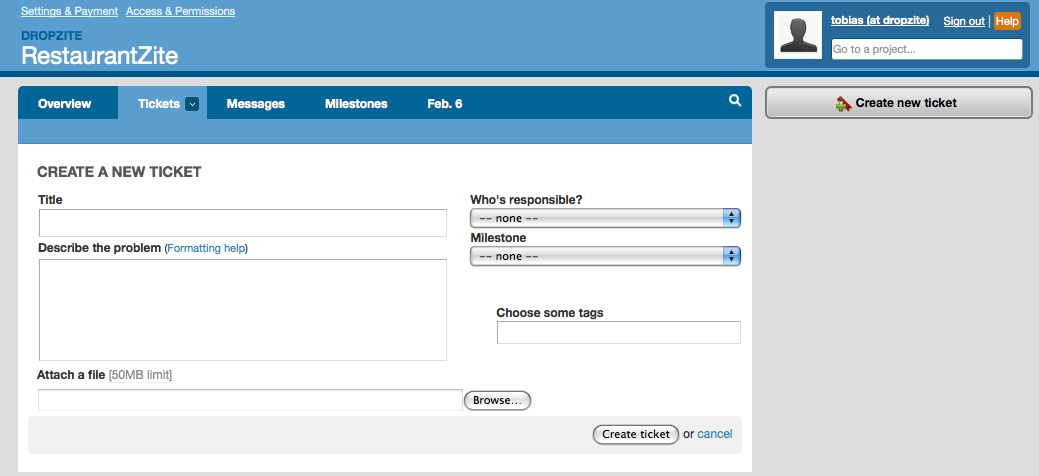 Settings & Payment Access & Permissions
DROPZITE
RestaurantZite
tobias (at dropzite) Sign out | Help
Go to a project...
Overview Tickets Messages Milestones Feb. 6
Create new ticket
CREATE A NEW TICKET
Title
Who's responsible?
-- none --
Describe the problem (Formatting help)
Milestone
-- none --
Choose some tags
Attach a file [50MB limit]
Browse...
Create ticket or cancel